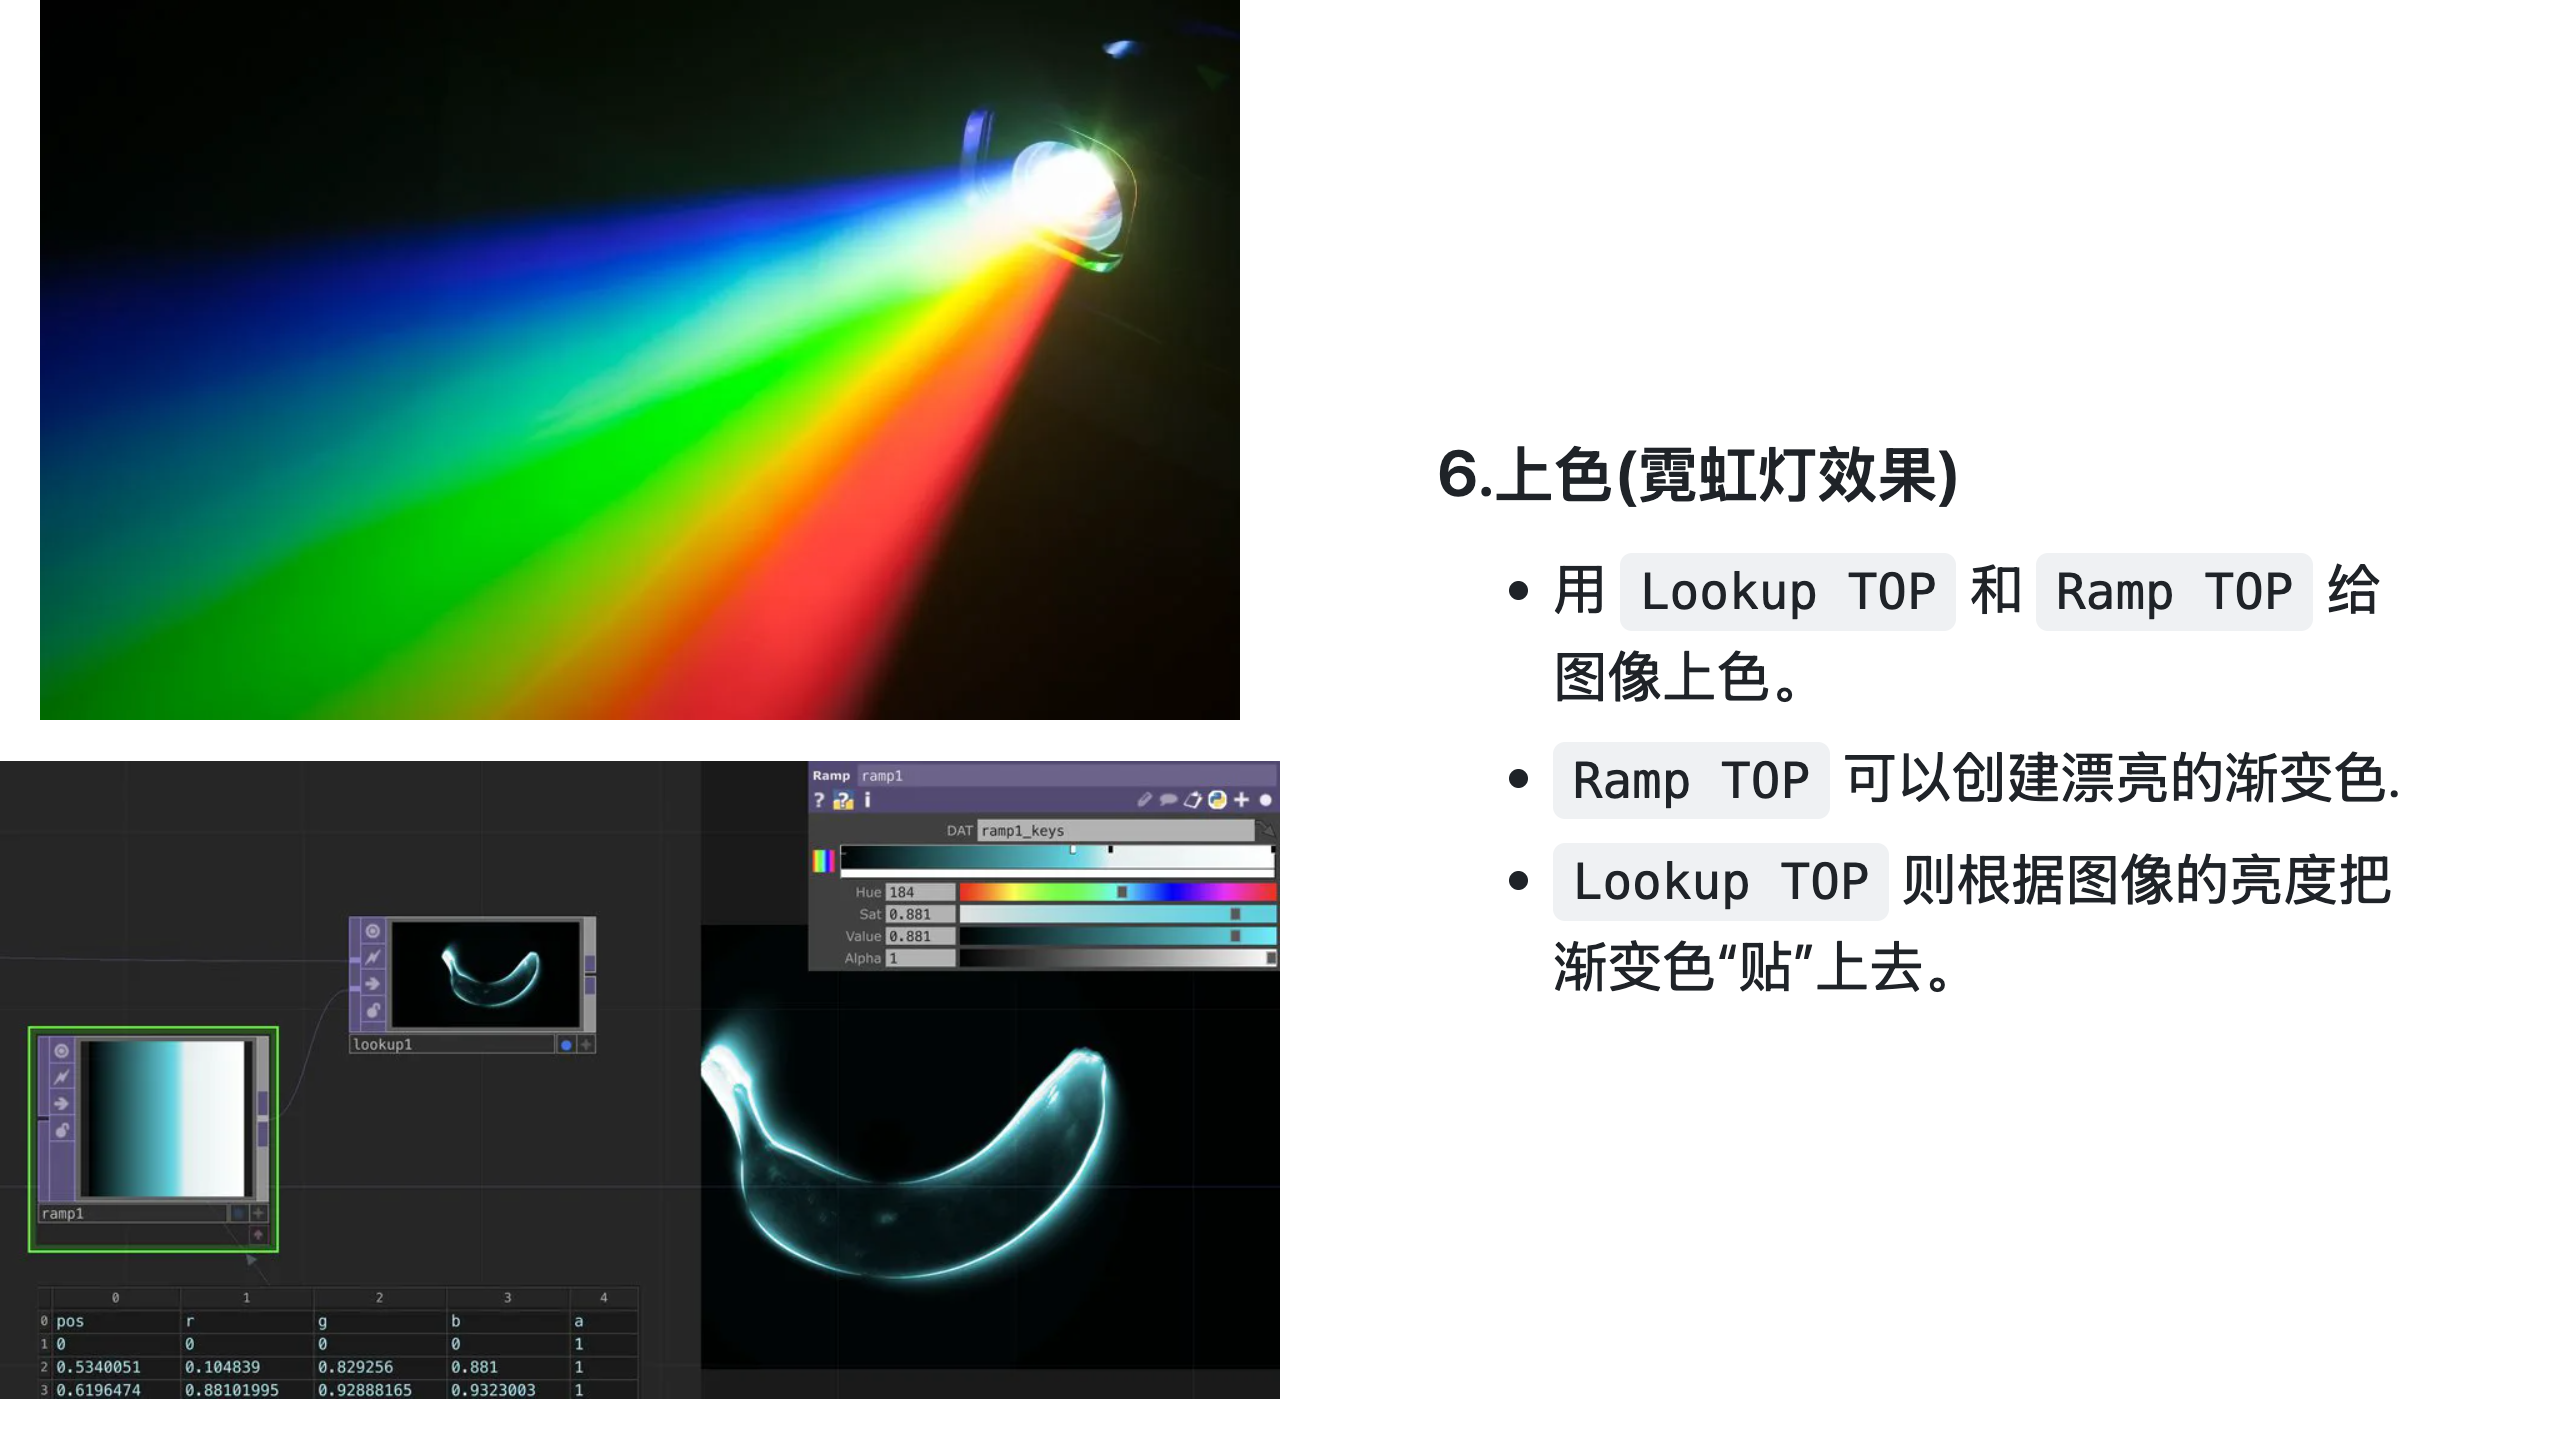 Ramp ramp1
? ? i
DAT ramp1_keys
Hue 184
Sat 0.881
Value 0.881
Alpha 1
lookup1
ramp1
0 1 2 3 4
0 pos r g b a
1 0 0 0 0 1
2 0.5340051 0.104839 0.829256 0.881 1
3 0.6196474 0.88101995 0.92888165 0.9323003 1
6.上色(霓虹灯效果)
• 用 Lookup TOP 和 Ramp TOP 给
图像上色。
• Ramp TOP 可以创建漂亮的渐变色.
• Lookup TOP 则根据图像的亮度把
渐变色“贴”上去。